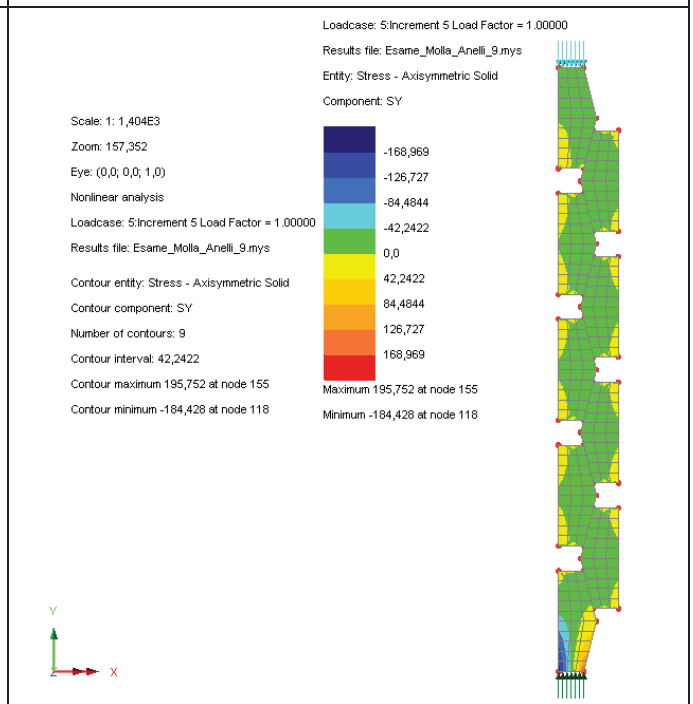 Loadcase: 5:Increment 5 Load Factor = 1.00000
Results file: Esame_Molla_Anelli_9.mys
Entity: Stress - Axisymmetric Solid
Component: SY
Scale: 1: 1,404E3
Zoom: 157,352
Eye: (0,0; 0,0; 1,0)
Nonlinear analysis
Loadcase: 5:Increment 5 Load Factor = 1.00000
Results file: Esame_Molla_Anelli_9.mys
Contour entity: Stress - Axisymmetric Solid
Contour component: SY
Number of contours: 9
Contour interval: 42,2422
Contour maximum 195,752 at node 155
Contour minimum -184,428 at node 118
-168,969
-126,727
-84,4844
-42,2422
0,0
42,2422
84,4844
126,727
168,969
Maximum 195,752 at node 155
Minimum -184,428 at node 118
Y
Z
X